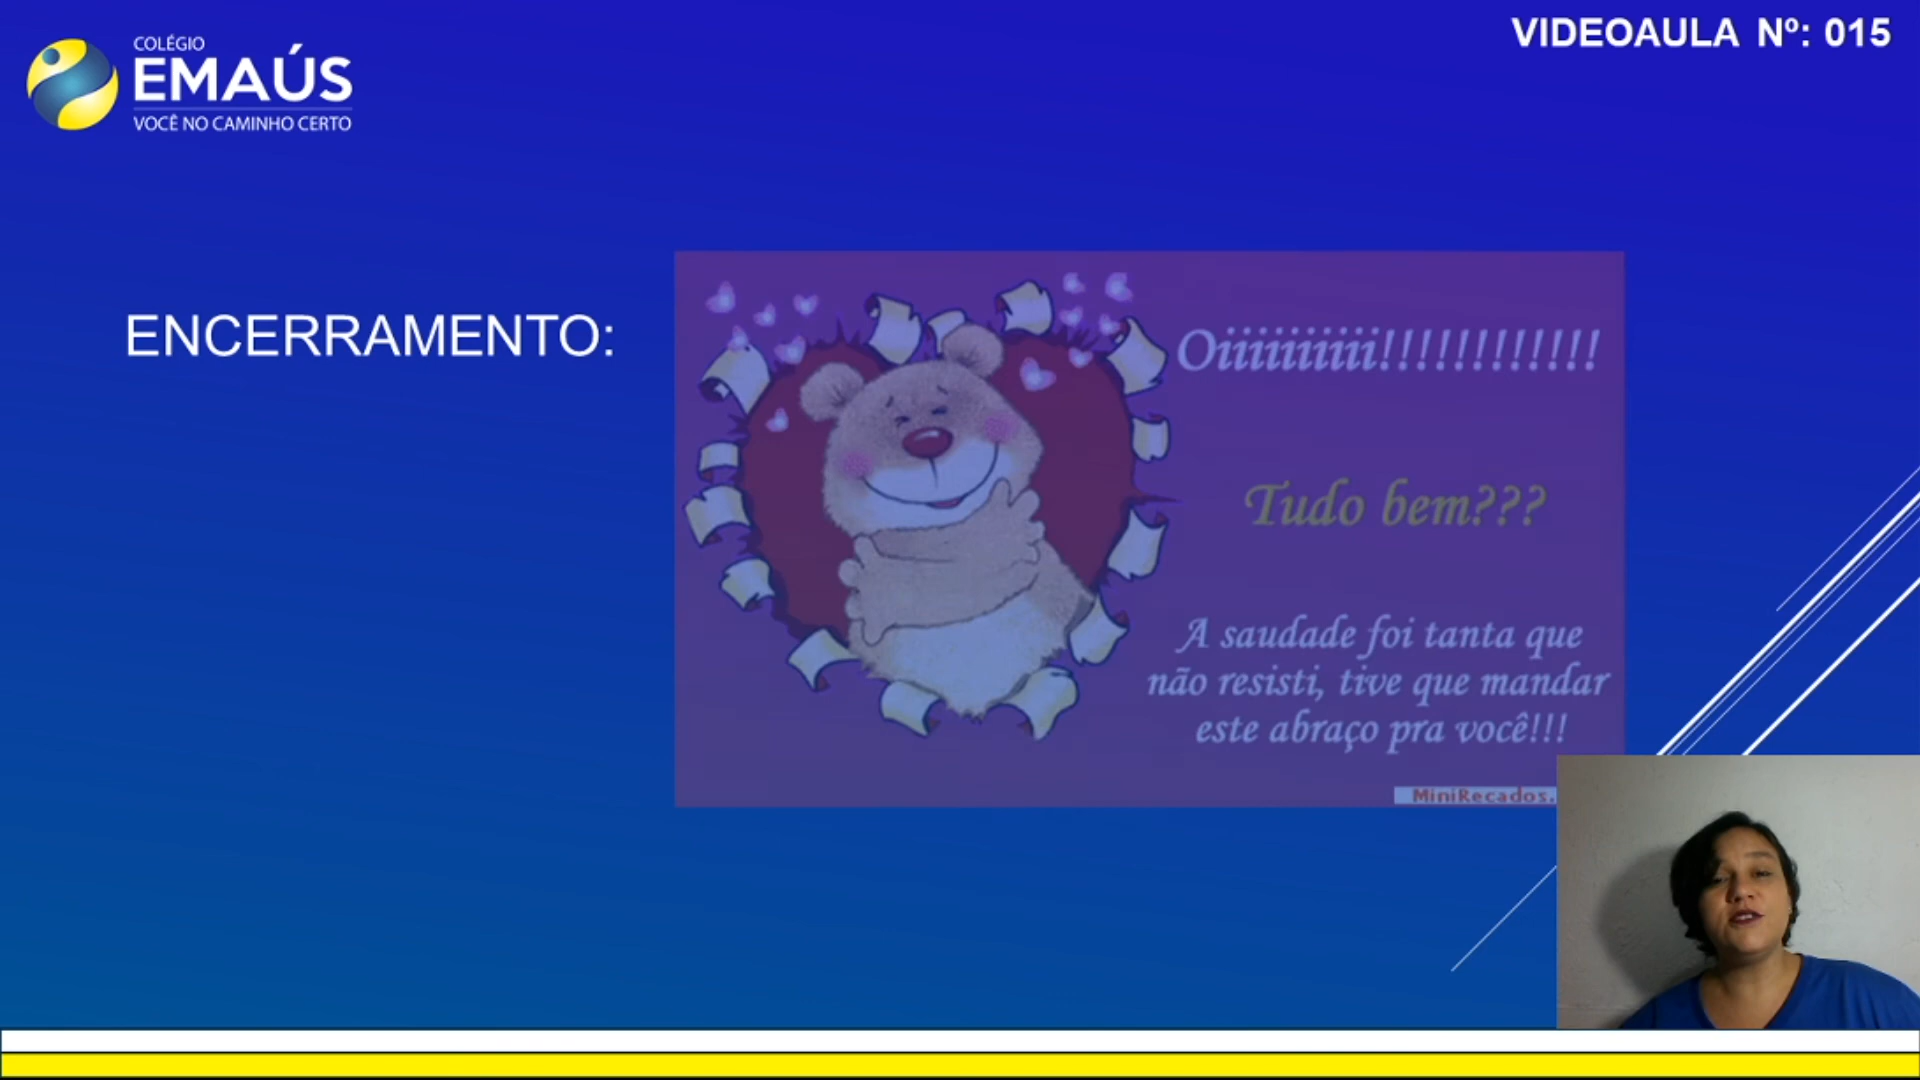 VIDEOAULA Nº: 015
COLÉGIO
EMAÚS
VOCÊ NO CAMINHO CERTO
ENCERRAMENTO:
Oiiiiiiiiii!!!!!!!!!!!!
Tudo bem???
A saudade foi tanta que
não resisti, tive que mandar
este abraço pra você!!!
MiniRecados.